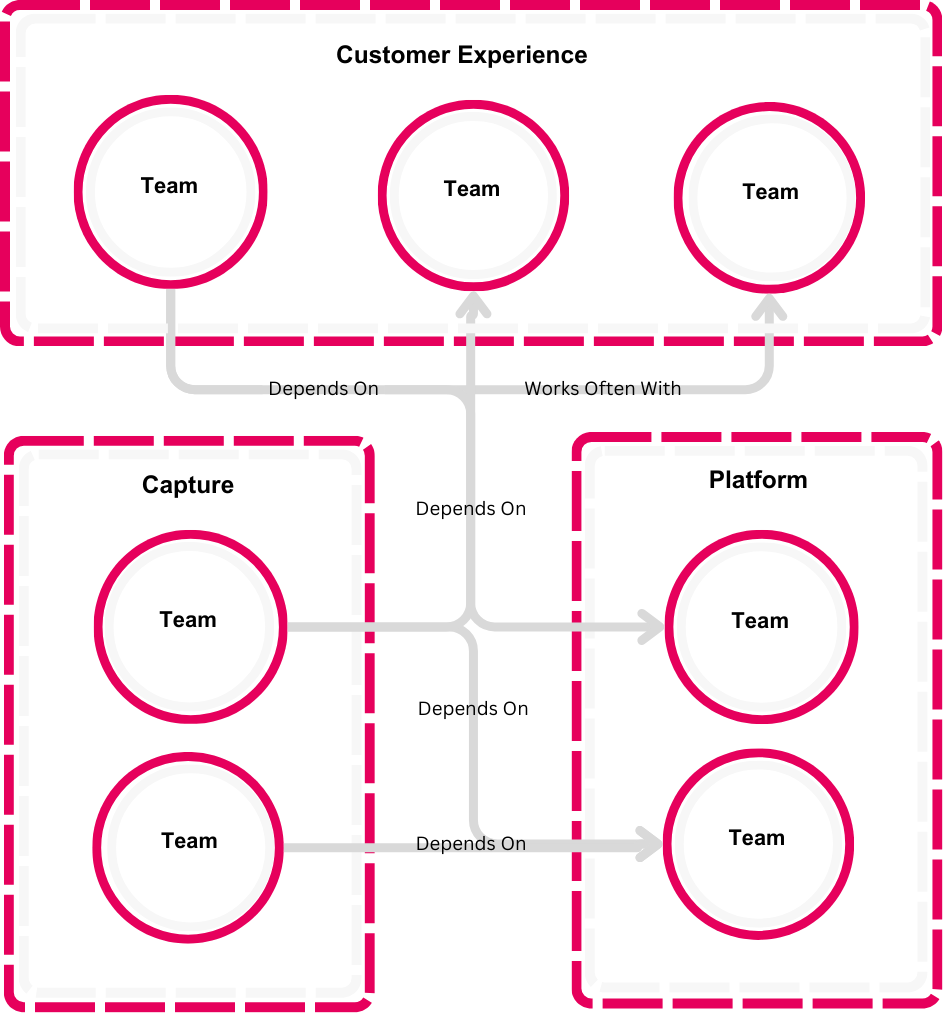 Customer Experience
Team
Team
Team
Depends On
Works Often With
Capture
Platform
Depends On
Team
Team
Depends On
Team
Team
Depends On